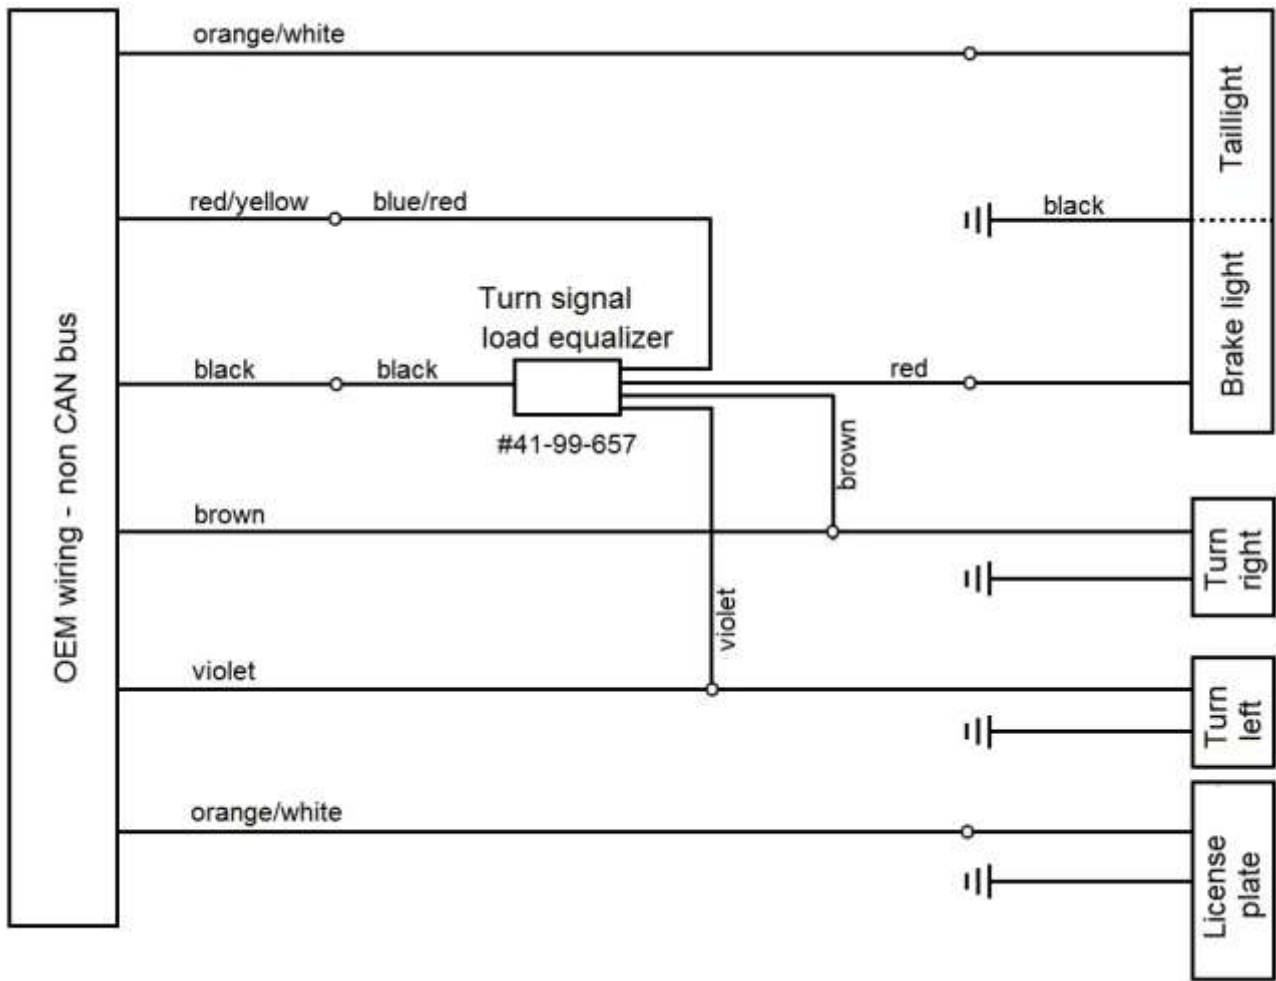 orange/white
Taillight
red/yellow
blue/red
black
Brake light
Turn signal
load equalizer
black
black
red
#41-99-657
brown
OEM wiring - non CAN bus
brown
Turn
right
violet
violet
Turn
left
orange/white
License
plate